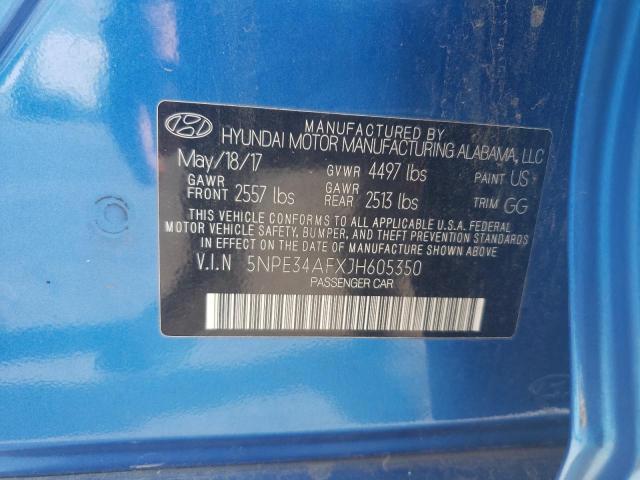 MANUFACTURED BY
HYUNDAI MOTOR MANUFACTURING ALABAMA, LLC
May/18/17 GVWR 4497 lbs PAINT US
GAWR FRONT 2557 lbs GAWR REAR 2513 lbs TRIM GG
THIS VEHICLE CONFORMS TO ALL APPLICABLE U.S.A. FEDERAL
MOTOR VEHICLE SAFETY, BUMPER, AND THEFT PREVENTION
STANDARDS IN EFFECT ON THE DATE OF MANUFACTURE SHOWN ABOVE.
V.I.N 5NPE34AFXJH605350
PASSENGER CAR